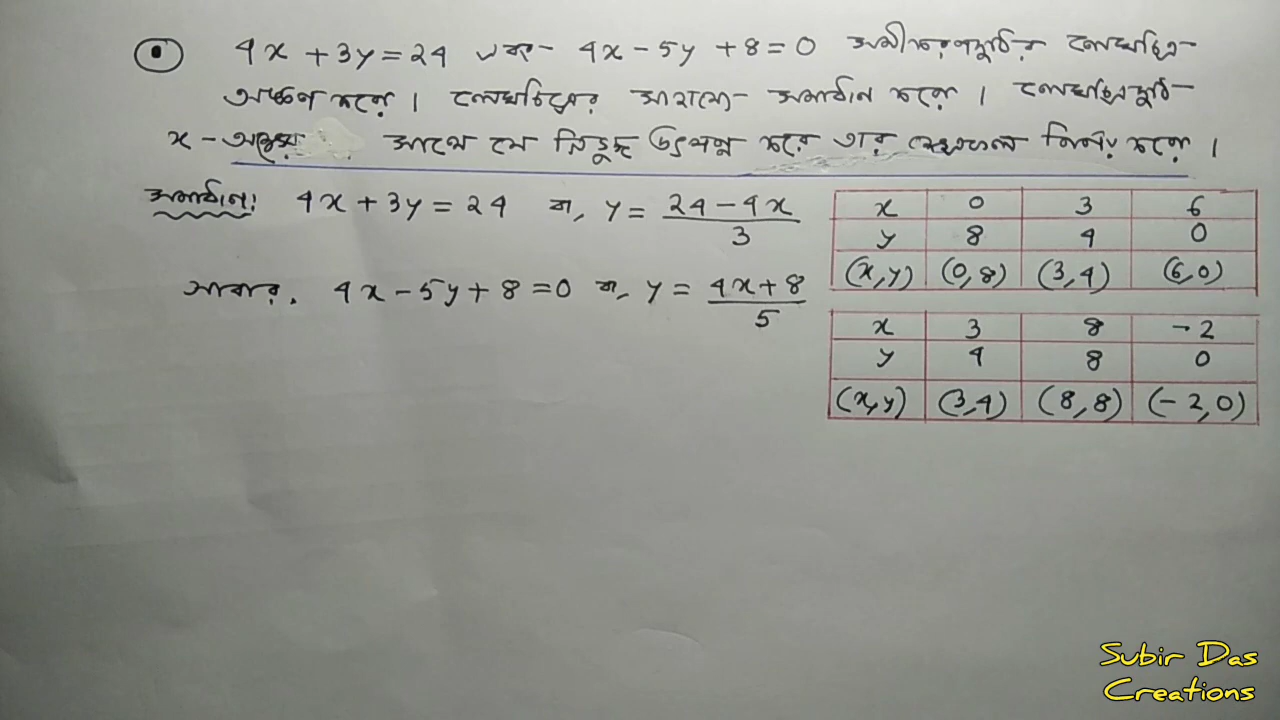 4x + 3y = 24 এবং 4x - 5y + 8 = 0 সমীকরণদুটির লেখচিত্র
অঙ্কন করো। লেখচিত্রের সাহায্যে সমাধান করো। লেখচিত্রদুটি
x - অক্ষের সাথে যে ত্রিভুজ উৎপন্ন করে তার ক্ষেত্রফল নির্ণয় করো।
সমাধান: 4x + 3y = 24 বা, y = (24 - 4x)/3
x 0 3 6
y 8 4 0
(x,y) (0,8) (3,4) (6,0)
আবার, 4x - 5y + 8 = 0 বা, y = (4x + 8)/5
x 3 8 -2
y 4 8 0
(x,y) (3,4) (8,8) (-2,0)
Subir Das
Creations